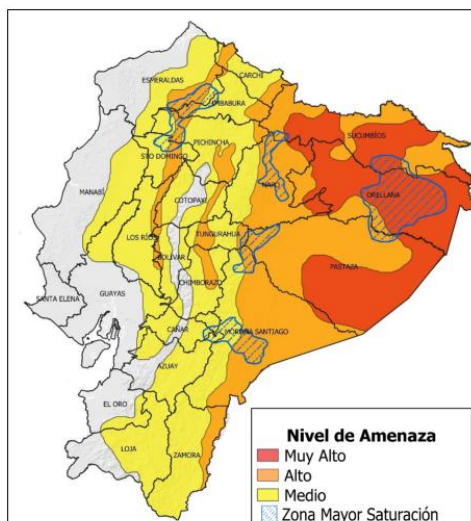 ESMERALDAS
CARCHI
IMBABURA
SUCUMBÍOS
PICHINCHA
STO DOMINGO
NAPO
ORELLANA
MANABÍ
COTOPAXI
LOS RÍOS
TUNGURAHUA
PASTAZA
BOLIVAR
SANTA ELENA
GUAYAS
CHIMBORAZO
CAÑAR
MORONA SANTIAGO
AZUAY
EL ORO
LOJA
ZAMORA
Nivel de Amenaza
Muy Alto
Alto
Medio
Zona Mayor Saturación